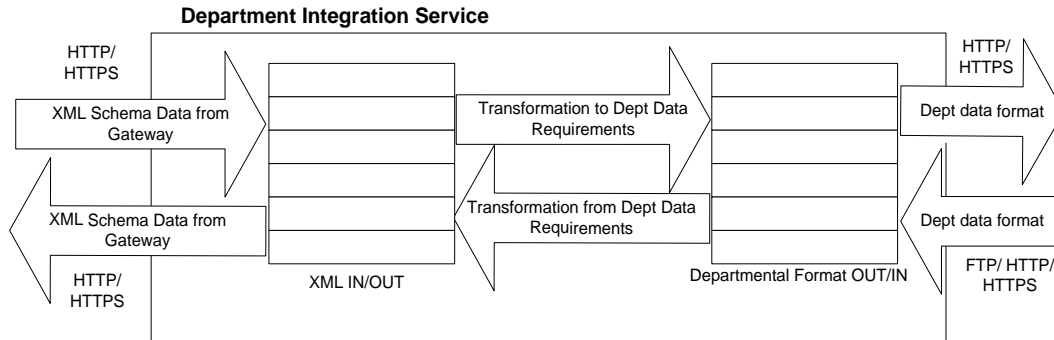 Department Integration Service
HTTP/
HTTPS
HTTP/
HTTPS
XML Schema Data from
Gateway
Transformation to Dept Data
Requirements
Dept data format
XML Schema Data from
Gateway
Transformation from Dept Data
Requirements
Dept data format
HTTP/
HTTPS
XML IN/OUT
Departmental Format OUT/IN
FTP/ HTTP/
HTTPS